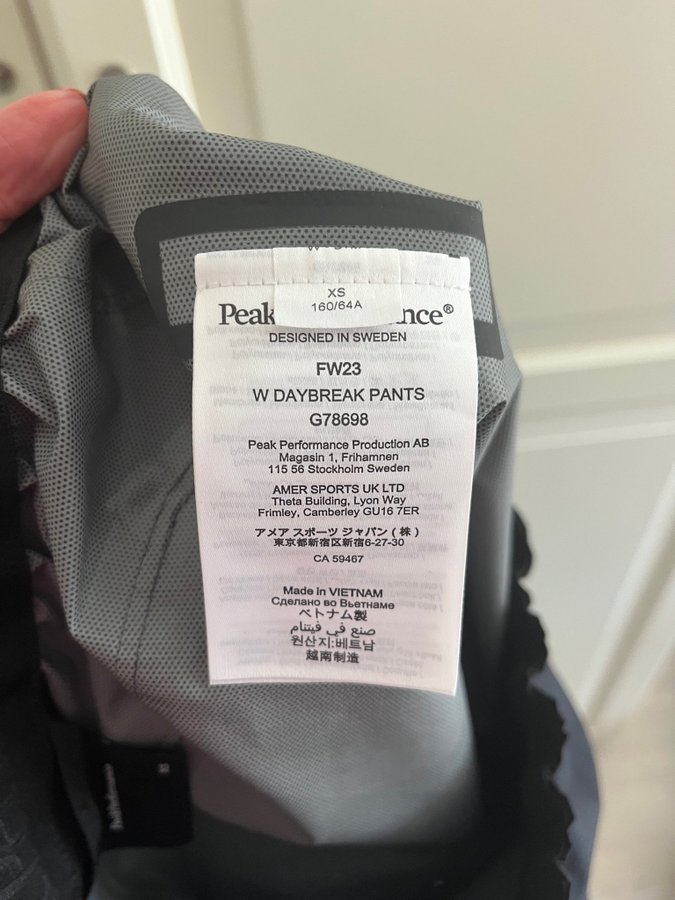 XS
160/64A
Peak nce®
DESIGNED IN SWEDEN
FW23
W DAYBREAK PANTS
G78698
Peak Performance Production AB
Magasin 1, Frihamnen
115 56 Stockholm Sweden
AMER SPORTS UK LTD
Theta Building, Lyon Way
Frimley, Camberley GU16 7ER
アメア スポーツ ジャパン (株)
東京都新宿区新宿6-27-30
CA 59467
Made in VIETNAM
Сделано во Вьетнаме
ベトナム製
صنع في فيتنام
원산지:베트남
越南制造